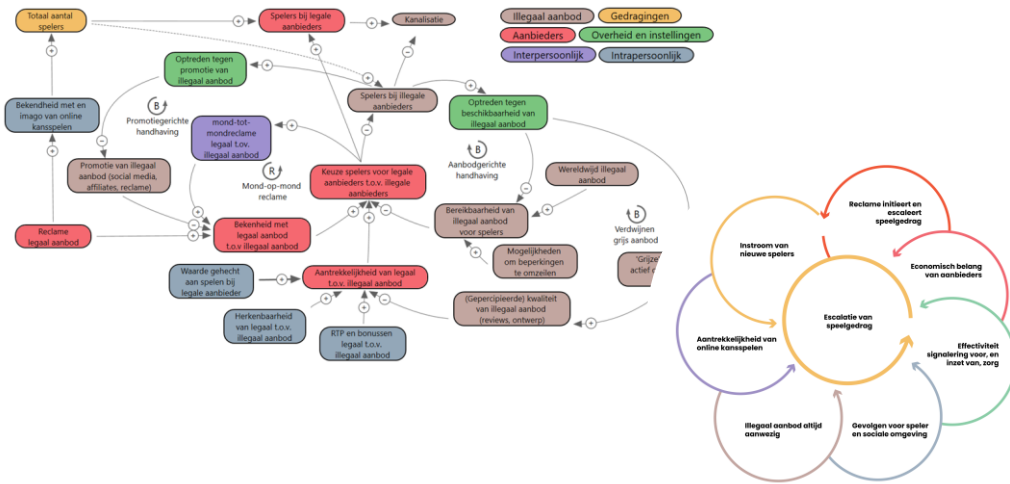 Totaal aantal
spelers
Spelers bij legale
aanbieders
Kanalisatie
Illegaal aanbod
Gedragingen
Aanbieders
Overheid en instellingen
Interpersoonlijk
Intrapersoonlijk
Optreden tegen
promotie van
illegaal aanbod
Spelers bij illegale
aanbieders
Optreden tegen
beschikbaarheid van
illegaal aanbod
Bekendheid met en
imago van online
kansspelen
B
Promotiegerichte
handhaving
mond-tot-
mondreclame
legaal t.ov.
illegaal aanbod
B
Aanbodgerichte
handhaving
Promotie van illegaal
aanbod (social media,
affiliates, reclame)
R
Mond-op-mond
reclame
Keuze spelers voor legale
aanbieders t.o.v. illegale
aanbieders
Wereldwijd illegaal
aanbod
Reclame
legaal aanbod
Bekenheid met
legaal aanbod
t.o.v illegaal aanbod
Bereikbaarheid van
illegaal aanbod
voor spelers
B
Verdwijnen
grijs aanbod
Waarde gehecht
aan spelen bij
legale aanbieder
Aantrekkelijkheid van legaal
t.o.v. illegaal aanbod
Mogelijkheden
om beperkingen
te omzeilen
'Grijze
actief
Herkenbaarheid
van legaal t.o.v.
illegaal aanbod
RTP en bonussen
legaal t.o.v.
illegaal aanbod
(Gepercipieerde) kwaliteit
van illegaal aanbod
(reviews, ontwerp)
Reclame initieert en
escaleert
speelgedrag
Instroom van
nieuwe spelers
Economisch belang
van aanbieders
Escalatie van
speelgedrag
Aantrekkelijkheid van
online kansspelen
Effectiviteit
signalering voor, en
inzet van, zorg
Illegaal aanbod altijd
aanwezig
Gevolgen voor speler
en sociale omgeving